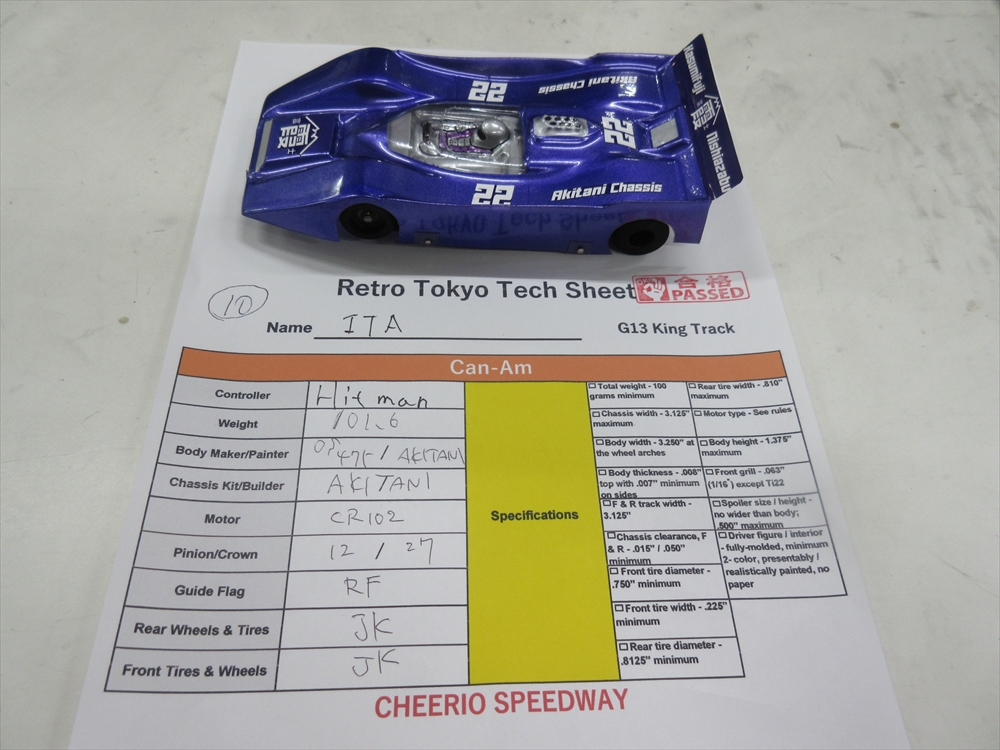 22
Akitani Chassis
22
Kasumifuji
Nishiazabu
22
Akitani Chassis
Retro Tokyo Tech Sheet
合格
PASSED
10
Name ITA
G13 King Track
Can-Am
Controller Hit man
Weight 101.6
Body Maker/Painter / AKITANI
Chassis Kit/Builder AKITANI
Motor CR102
Pinion/Crown 12 / 27
Guide Flag RF
Rear Wheels & Tires JK
Front Tires & Wheels JK
Specifications
Total weight - 100
grams minimum
Chassis width - 3.125"
maximum
Body width - 3.250" at
the wheel arches
Body thickness - .008"
top with .007" minimum
on sides
F & R track width -
3.125"
Chassis clearance, F
& R - .015" / .050"
minimum
Front tire diameter -
.750" minimum
Front tire width - .225"
minimum
Rear tire diameter -
.8125" minimum
Rear tire width - .810"
maximum
Motor type - See rules
Body height - 1.375"
maximum
Front grill - .063"
(1/16") except Ti22
Spoiler size / height -
no wider than body;
.500" maximum
Driver figure / interior
- fully-molded, minimum
2- color, presentably /
realistically painted, no
paper
CHEERIO SPEEDWAY